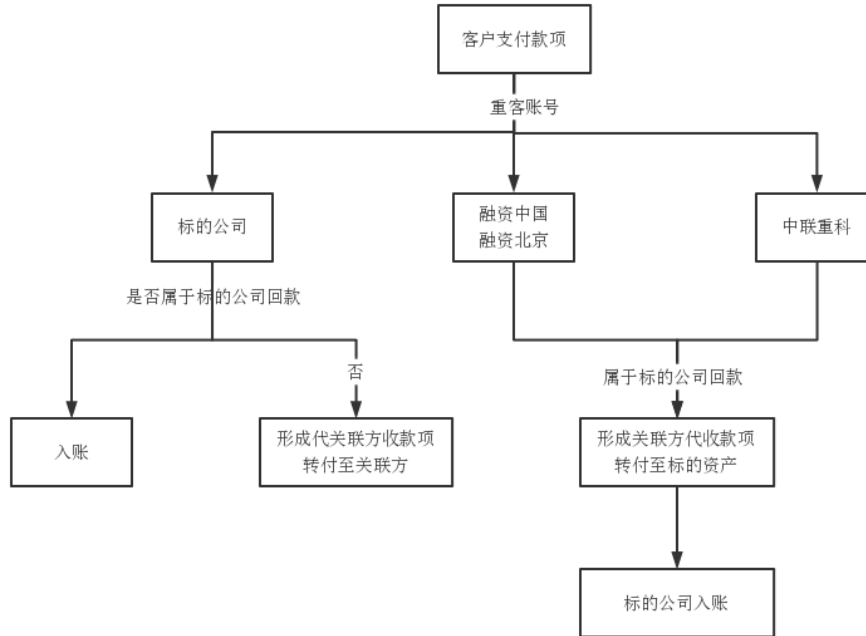 客户支付款项
重客账号
标的公司
融资中国
融资北京
中联重科
是否属于标的公司回款
否
属于标的公司回款
入账
形成代关联方收款项
转付至关联方
形成关联方代收款项
转付至标的资产
标的公司入账